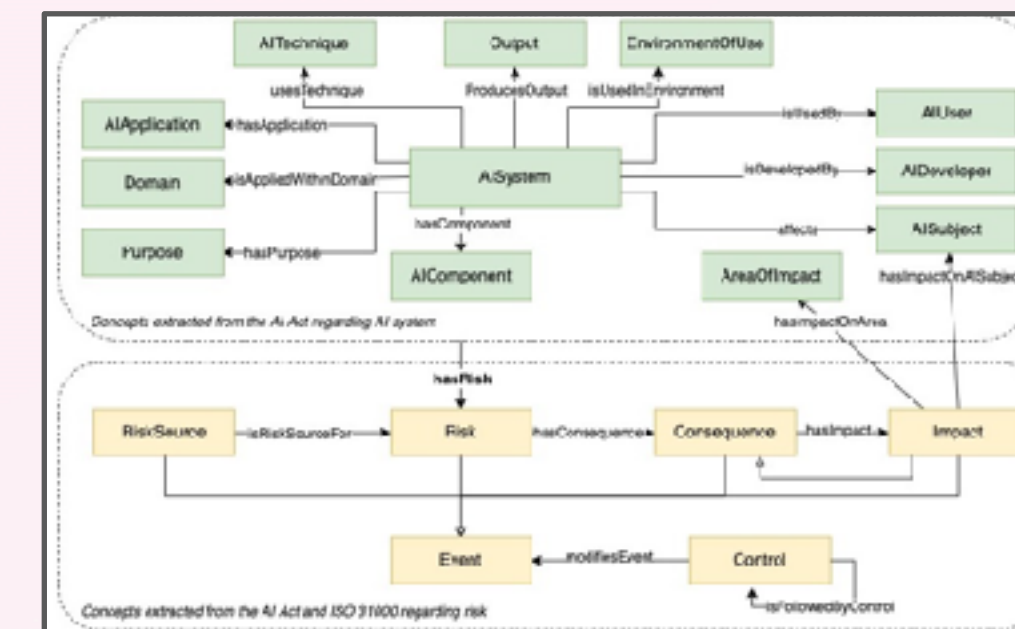 AITechnique
Output
EnvironmentOfUse
usesTechnique
ProducesOutput
isUsedInEnvironment
AIApplication
hasApplication
isUsedBy
AIUser
Domain
isAppliedWithinDomain
AISystem
isDevelopedBy
AIDeveloper
hasComponent
affects
AISubject
Purpose
hasPurpose
AIComponent
AreaOfImpact
hasImpactOnAISubjec
Concepts extracted from the AI Act regarding AI system
hasImpactOnArea
hasRisk
RiskSource
isRiskSourceFor
Risk
hasConsequence
Consequence
hasImpact
Impact
Event
modifiesEvent
Control
isFollowedByControl
Concepts extracted from the AI Act and ISO 31000 regarding risk